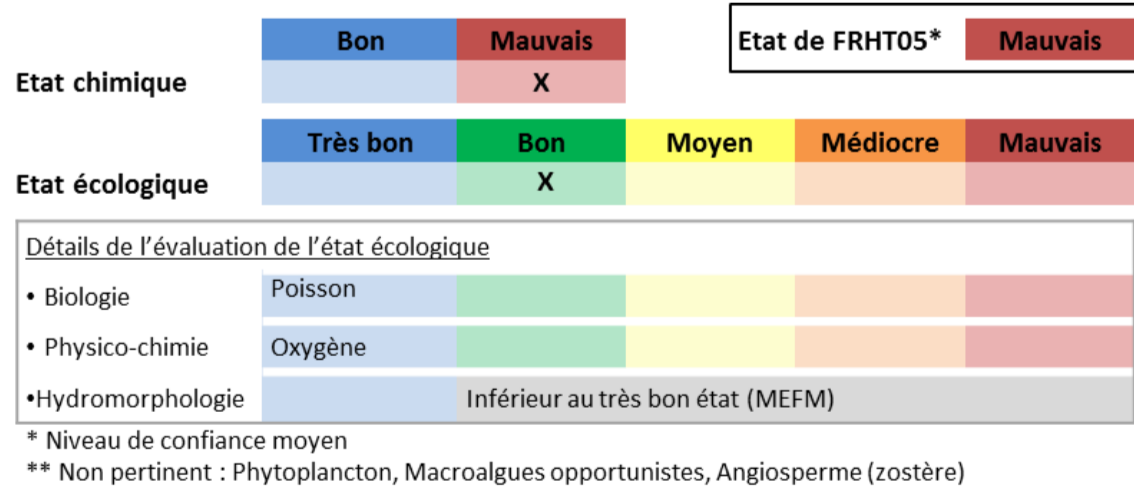 Bon Mauvais Etat de FRHT05* Mauvais
Etat chimique X
Très bon Bon Moyen Médiocre Mauvais
Etat écologique X
Détails de l'évaluation de l'état écologique
• Biologie Poisson
• Physico-chimie Oxygène
•Hydromorphologie Inférieur au très bon état (MEFM)
* Niveau de confiance moyen
** Non pertinent : Phytoplancton, Macroalgues opportunistes, Angiosperme (zostère)